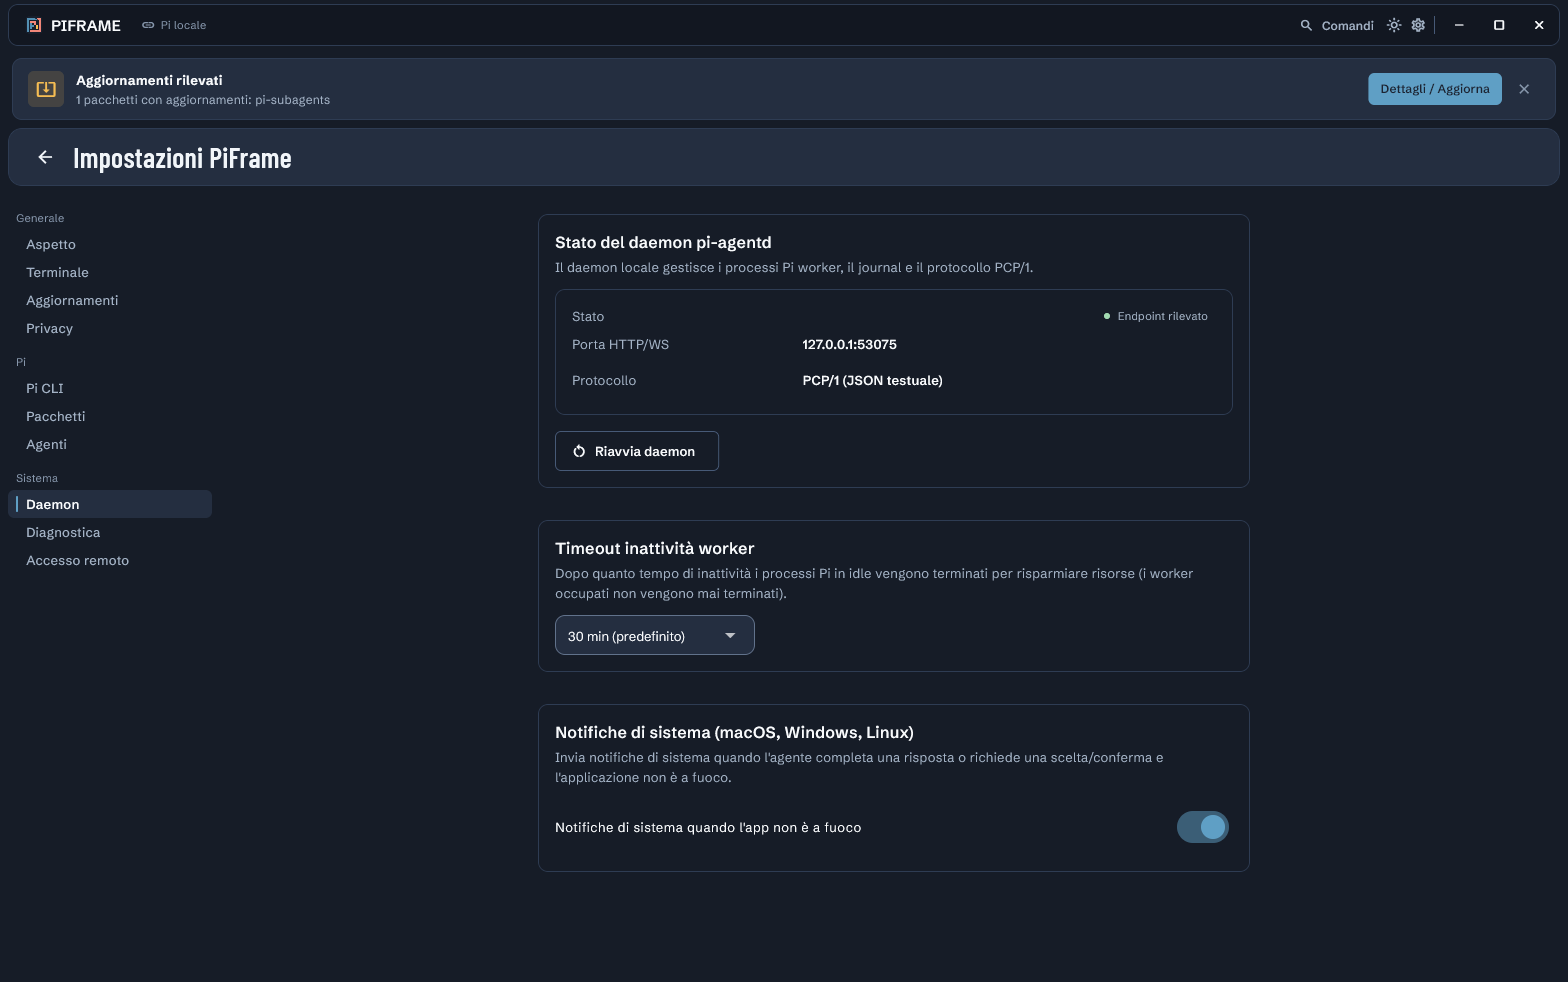 PIFRAME
Pi locale
Comandi
Aggiornamenti rilevati
1 pacchetti con aggiornamenti: pi-subagents
Dettagli / Aggiorna
Impostazioni PiFrame
Generale
Aspetto
Terminale
Aggiornamenti
Privacy
Pi
Pi CLI
Pacchetti
Agenti
Sistema
Daemon
Diagnostica
Accesso remoto
Stato del daemon pi-agentd
Il daemon locale gestisce i processi Pi worker, il journal e il protocollo PCP/1.
Stato
Endpoint rilevato
Porta HTTP/WS
127.0.0.1:53075
Protocollo
PCP/1 (JSON testuale)
Riavvia daemon
Timeout inattività worker
Dopo quanto tempo di inattività i processi Pi in idle vengono terminati per risparmiare risorse (i worker
occupati non vengono mai terminati).
30 min (predefinito)
Notifiche di sistema (macOS, Windows, Linux)
Invia notifiche di sistema quando l'agente completa una risposta o richiede una scelta/conferma e
l'applicazione non è a fuoco.
Notifiche di sistema quando l'app non è a fuoco